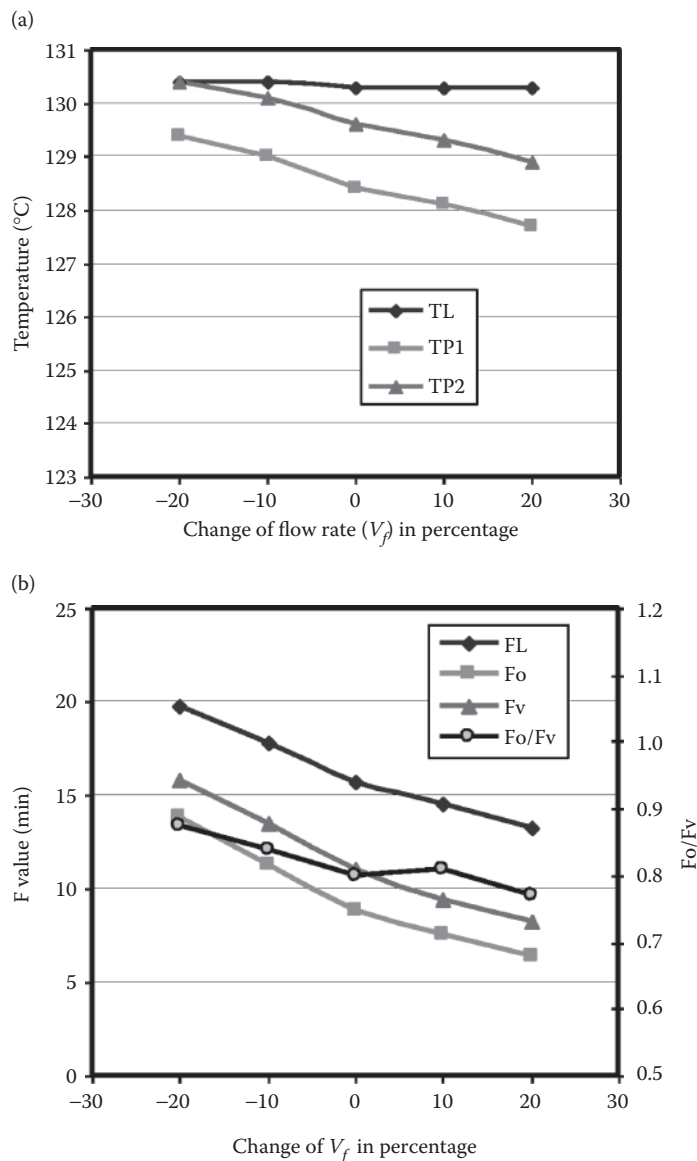 (a)
131
130
129
128
127
126
125
124
123
Temperature (°C)
TL
TP1
TP2
−30 −20 −10 0 10 20 30
Change of flow rate (V_f) in percentage
(b)
25
20
15
10
5
0
F value (min)
FL
Fo
Fv
Fo/Fv
1.2
1.1
1.0
0.9
0.8
0.7
0.6
0.5
Fo/Fv
−30 −20 −10 0 10 20 30
Change of V_f in percentage